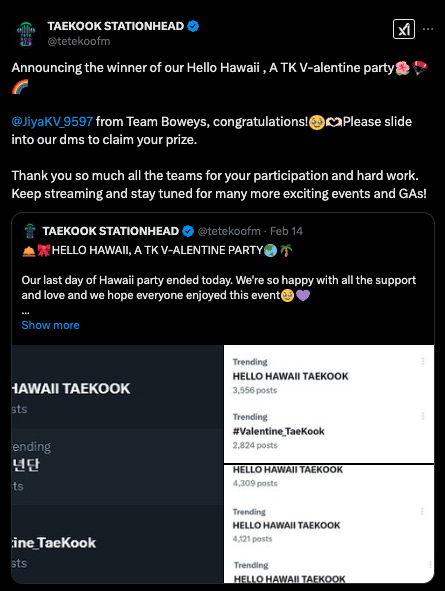 TAEKOOK STATIONHEAD
@tetekoofm
Announcing the winner of our Hello Hawaii , A TK V-alentine party🌺🪭
🌈
@JiyaKV_9597 from Team Boweys, congratulations!🥹🫶Please slide
into our dms to claim your prize.
Thank you so much all the teams for your participation and hard work.
Keep streaming and stay tuned for many more exciting events and GAs!
TAEKOOK STATIONHEAD @tetekoofm · Feb 14
🛎️🎀HELLO HAWAII, A TK V-ALENTINE PARTY🌏🌴
Our last day of Hawaii party ended today. We're so happy with all the support
and love and we hope everyone enjoyed this event🥹💜
...
Show more
HAWAII TAEKOOK
sts
ending
년단
ts
ine_TaeKook
sts
Trending
HELLO HAWAII TAEKOOK
3,556 posts
Trending
#Valentine_TaeKook
2,824 posts
HELLO HAWAII TAEKOOK
4,309 posts
Trending
HELLO HAWAII TAEKOOK
4,121 posts
Trending
HELLO HAWAII TAEKOOK